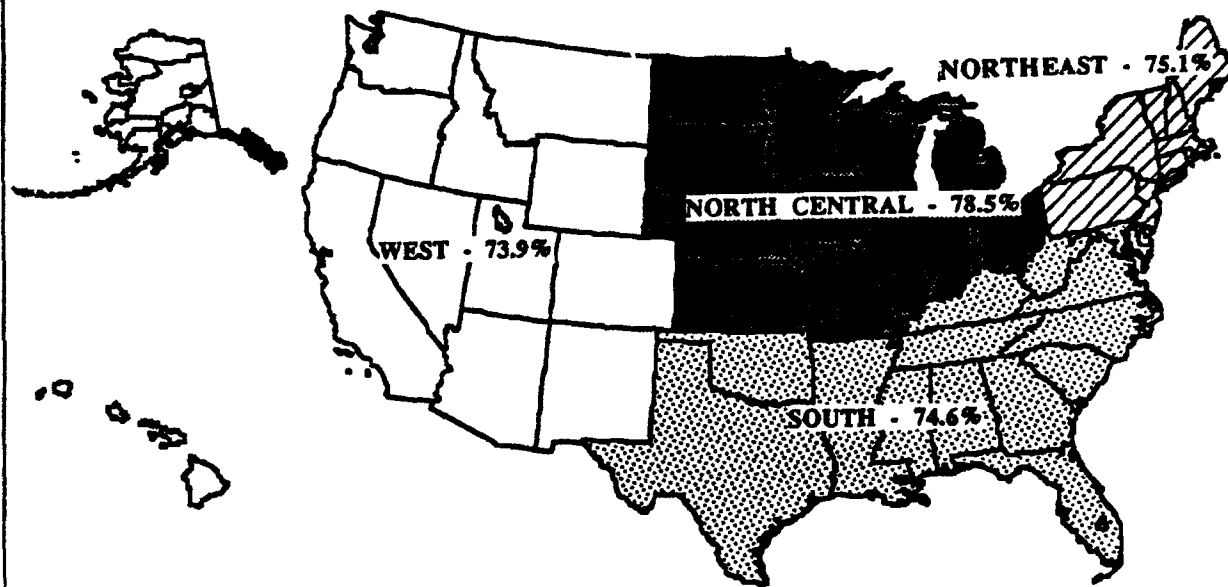 NORTHEAST - 75.1%
NORTH CENTRAL - 78.5%
WEST - 73.9%
SOUTH - 74.6%